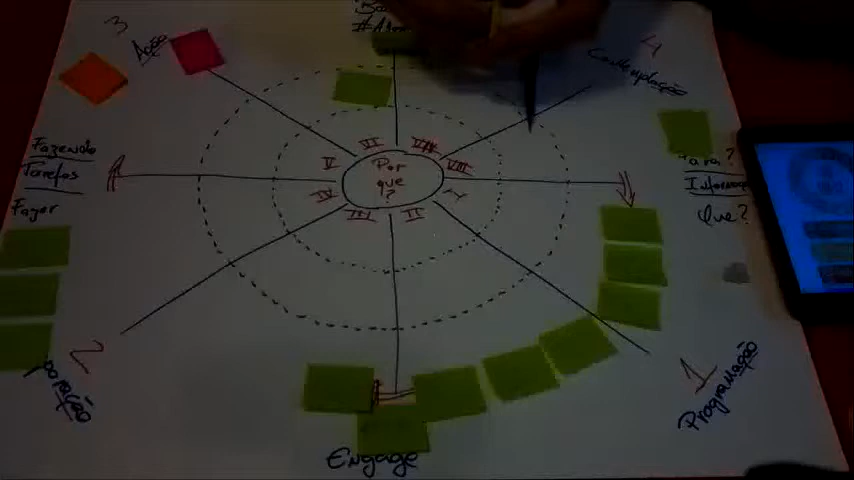 3
Ação
4
Contemplação
Fazendo
Tarefas
Fazer
Por
que
?
V
VI
VII
VIII
I
II
III
IV
Para?
Que?
2
1
Programação
Engage